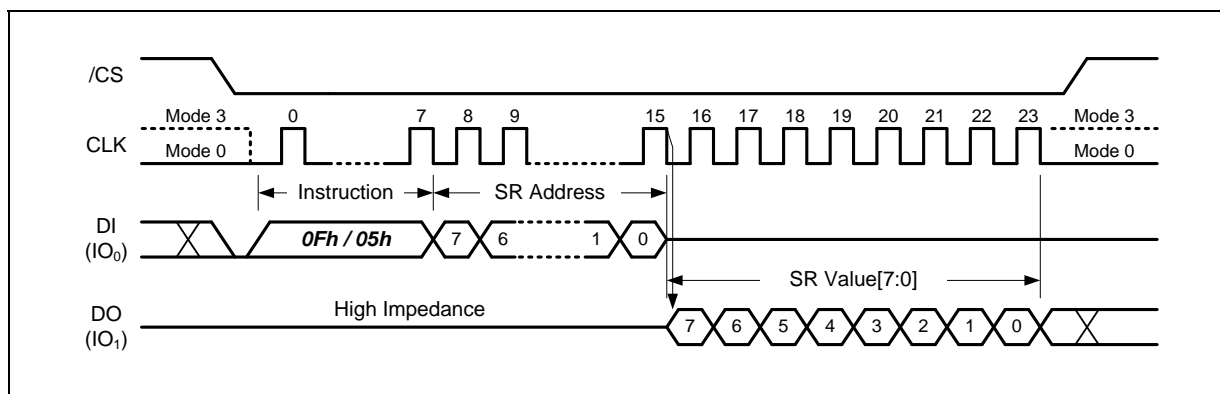 /CS
Mode 3 0 7 8 9 15 16 17 18 19 20 21 22 23 Mode 3
CLK
Mode 0 Mode 0
Instruction SR Address
DI
(IO₀)
0Fh / 05h 7 6 1 0
SR Value[7:0]
High Impedance
DO
(IO₁)
7 6 5 4 3 2 1 0